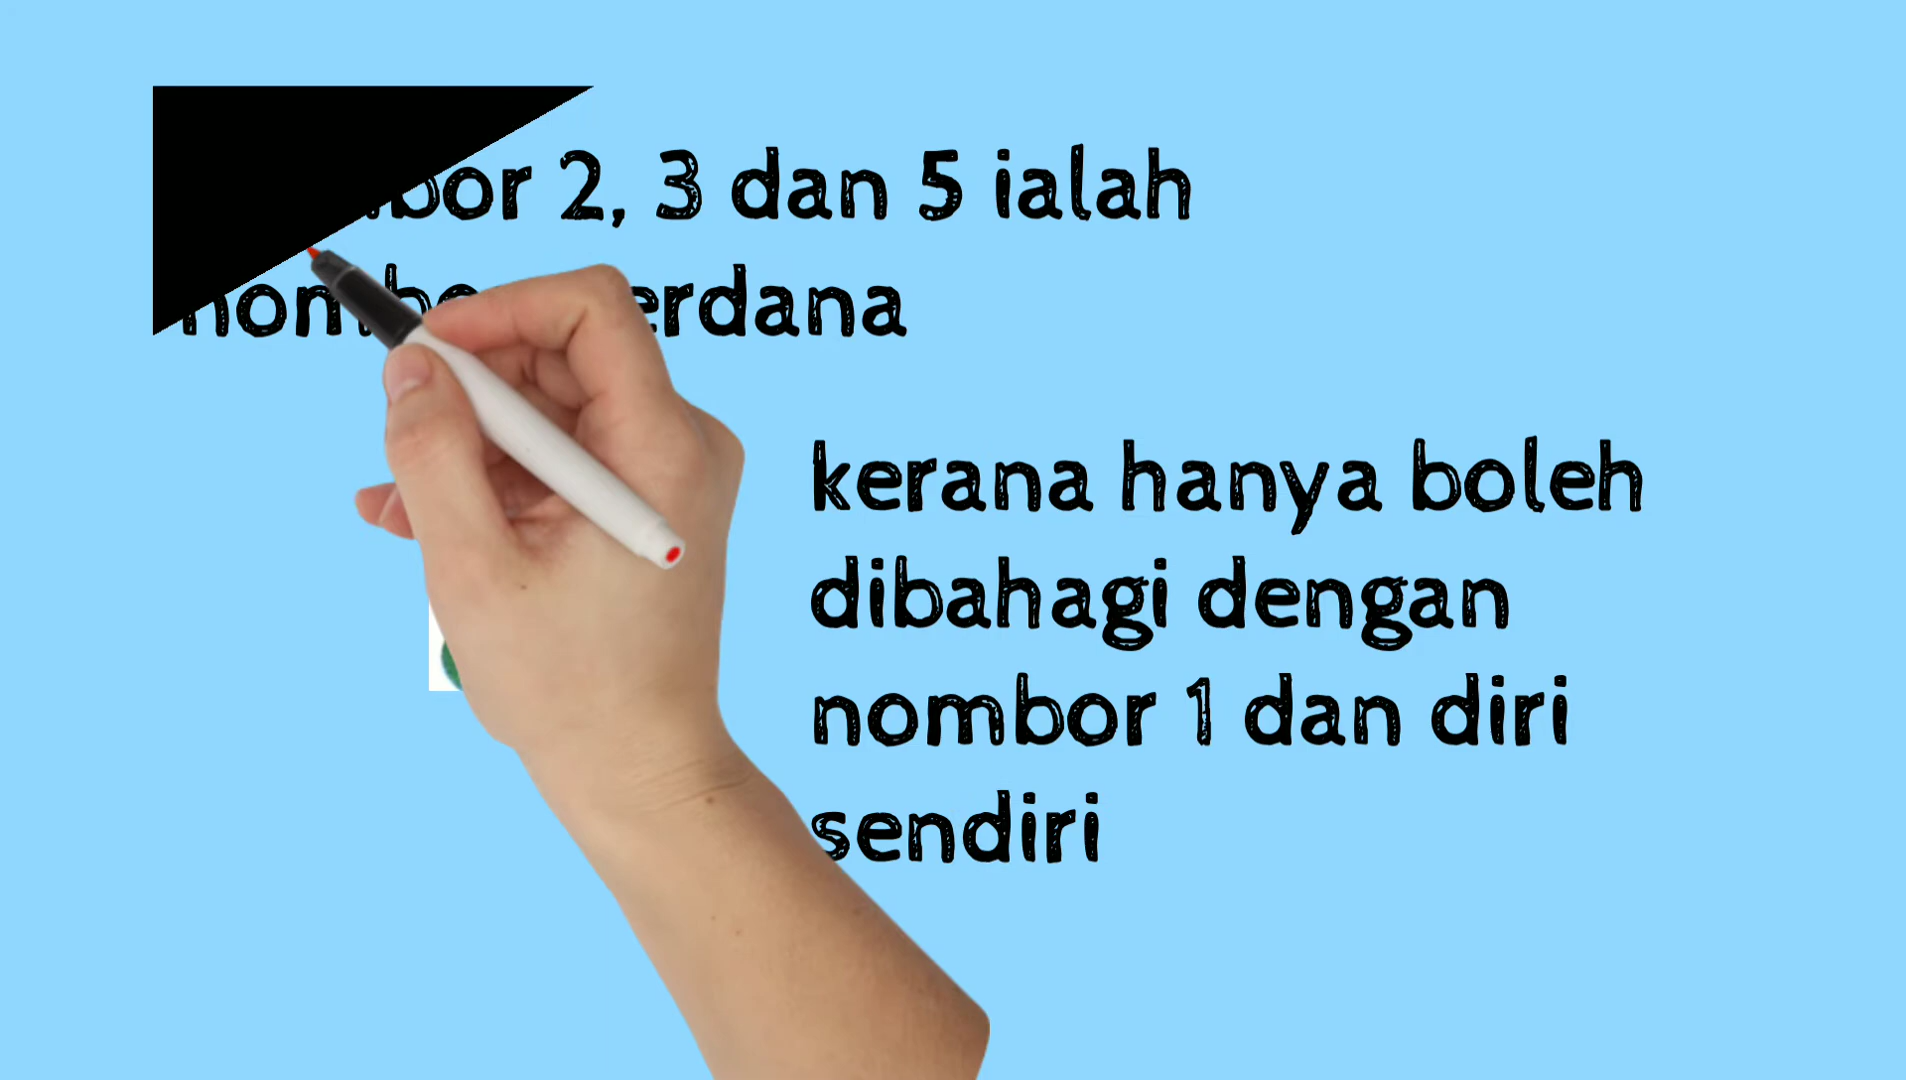 2, 3 dan 5 ialah
kerana hanya boleh
dibahagi dengan
nombor 1 dan diri
sendiri